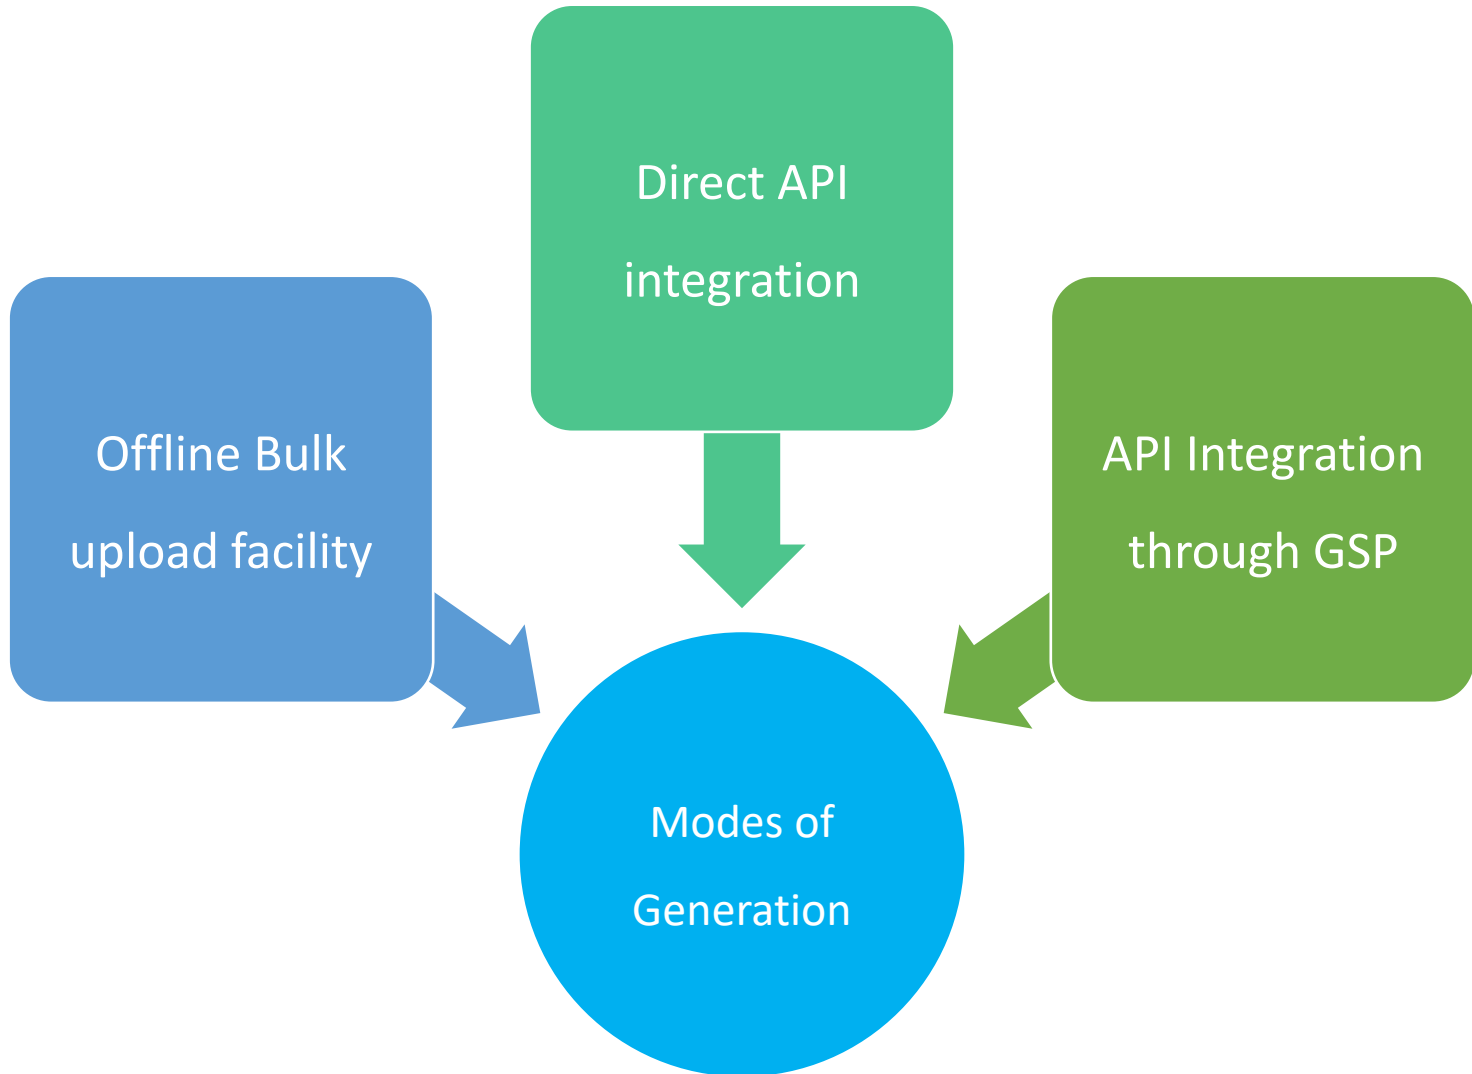 Direct API
integration
Offline Bulk
upload facility
API Integration
through GSP
Modes of
Generation